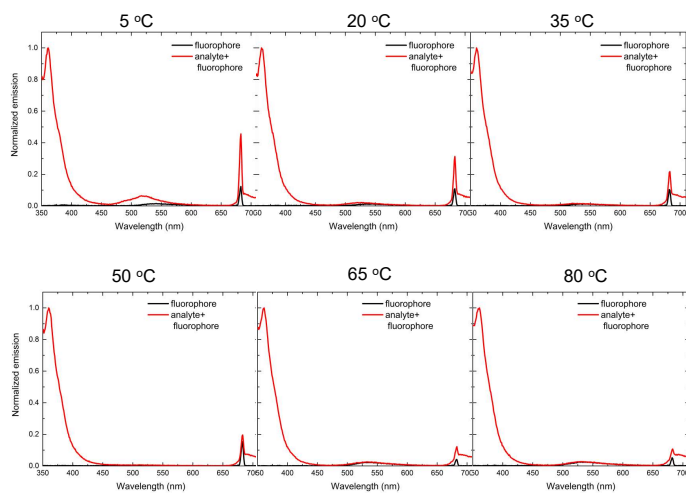 5 °C
20 °C
35 °C
fluorophore
analyte+
fluorophore
fluorophore
analyte+
fluorophore
fluorophore
analyte+
fluorophore
Normalized emission
1.0
0.8
0.6
0.4
0.2
0.0
350 400 450 500 550 600 650 700
400 450 500 550 600 650 700
400 450 500 550 600 650 700
Wavelength (nm)
Wavelength (nm)
Wavelength (nm)
50 °C
65 °C
80 °C
fluorophore
analyte+
fluorophore
fluorophore
analyte+
fluorophore
fluorophore
analyte+
fluorophore
Normalized emission
1.0
0.8
0.6
0.4
0.2
0.0
350 400 450 500 550 600 650 700
400 450 500 550 600 650 700
400 450 500 550 600 650 700
Wavelength (nm)
Wavelength (nm)
Wavelength (nm)